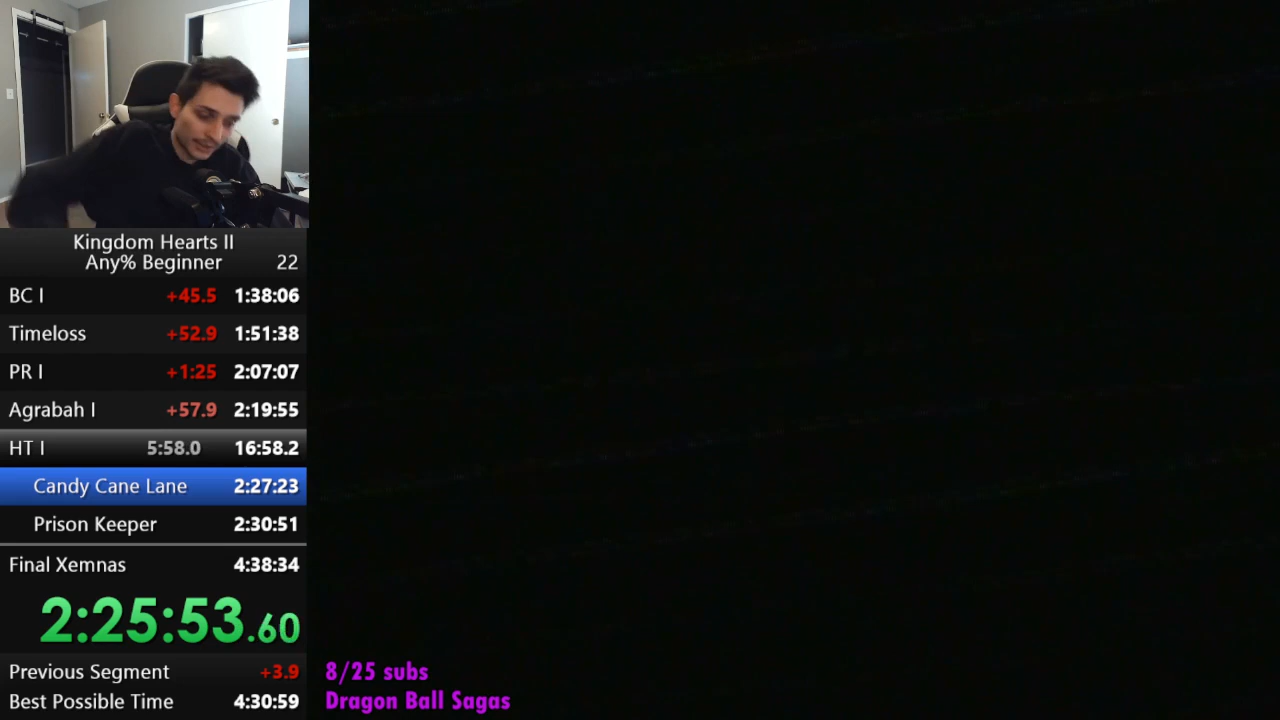 Kingdom Hearts II
Any% Beginner 22
BC I +45.5 1:38:06
Timeloss +52.9 1:51:38
PR I +1:25 2:07:07
Agrabah I +57.9 2:19:55
HT I 5:58.0 16:58.2
Candy Cane Lane 2:27:23
Prison Keeper 2:30:51
Final Xemnas 4:38:34
2:25:53.60
Previous Segment +3.9
Best Possible Time 4:30:59
8/25 subs
Dragon Ball Sagas